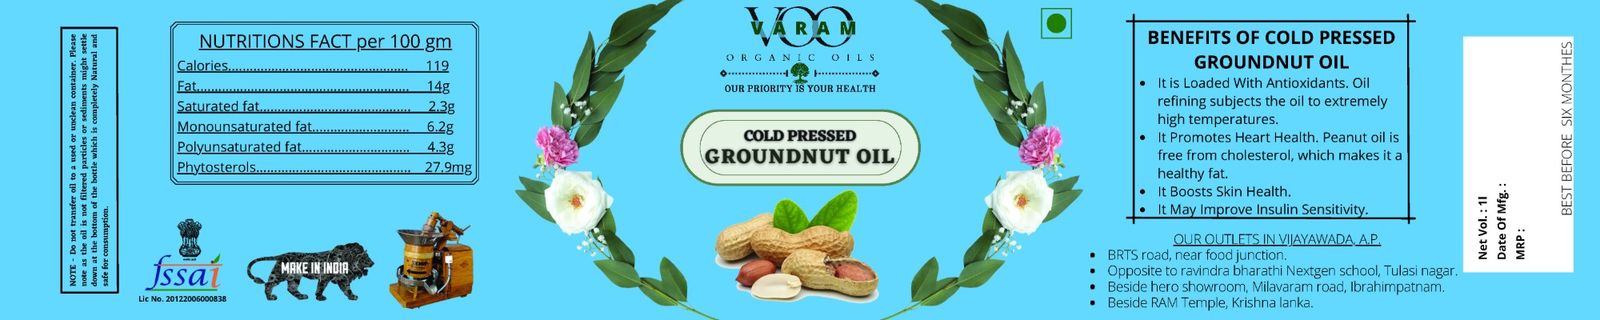 NOTE - Do not transfer oil to a used or unclean container. Please
note as the oil is not filtered particles or sediments might settle
down at the bottom of the bottle which is completely Natural and
safe for consumption.
NUTRITIONS FACT per 100 gm
Calories............................................. 119
Fat..................................................... 14g
Saturated fat..................................... 2.3g
Monounsaturated fat........................ 6.2g
Polyunsaturated fat........................... 4.3g
Phytosterols....................................... 27.9mg
fssai
Lic No. 20122006000838
MAKE IN INDIA
VOO
VARAM
ORGANIC OILS
OUR PRIORITY IS YOUR HEALTH
COLD PRESSED
GROUNDNUT OIL
BENEFITS OF COLD PRESSED
GROUNDNUT OIL
• It is Loaded With Antioxidants. Oil
refining subjects the oil to extremely
high temperatures.
• It Promotes Heart Health. Peanut oil is
free from cholesterol, which makes it a
healthy fat.
• It Boosts Skin Health.
• It May Improve Insulin Sensitivity.
OUR OUTLETS IN VIJAYAWADA, A.P.
• BRTS road, near food junction.
• Opposite to ravindra bharathi Nextgen school, Tulasi nagar.
• Beside hero showroom, Milavaram road, Ibrahimpatnam.
• Beside RAM Temple, Krishna lanka.
Net Vol. : 1l
Date Of Mfg. :
MRP :
BEST BEFORE SIX MONTHES